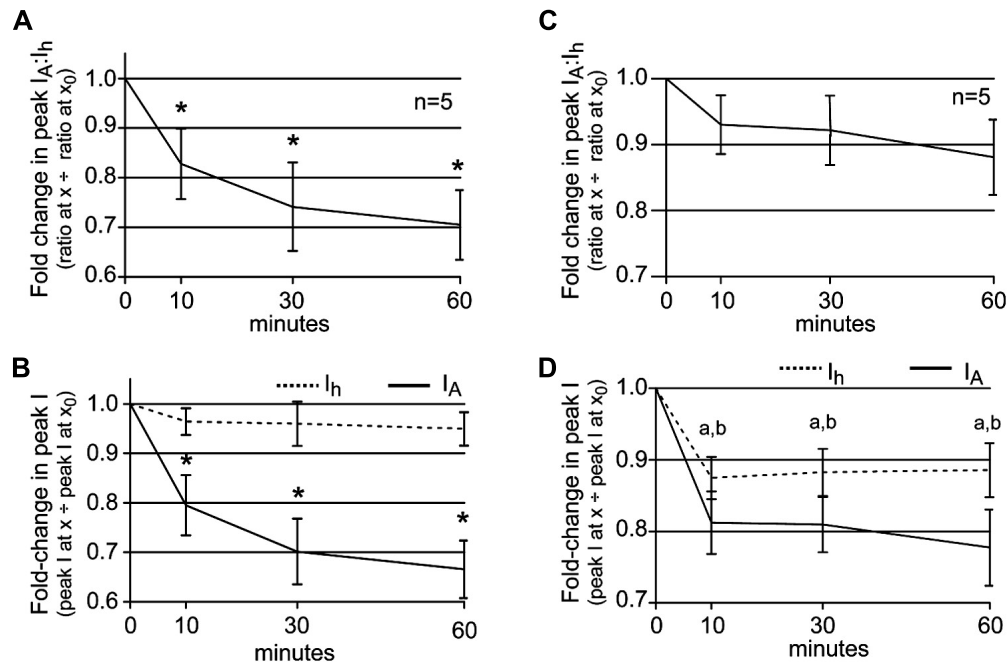 A
Fold change in peak IA:Ih
(ratio at x ÷ ratio at x0)
1.0
0.9
0.8
0.7
0.6
n=5
*
*
*
0 10 30 60
minutes
C
Fold change in peak IA:Ih
(ratio at x ÷ ratio at x0)
1.0
0.9
0.8
0.7
n=5
0 10 30 60
minutes
B
Ih IA
Fold-change in peak I
(peak I at x ÷ peak I at x0)
1.0
0.9
0.8
0.7
0.6
*
*
*
0 10 30 60
minutes
D
Ih IA
Fold-change in peak I
(peak I at x ÷ peak I at x0)
1.0
0.9
0.8
0.7
a,b a,b a,b
0 10 30 60
minutes